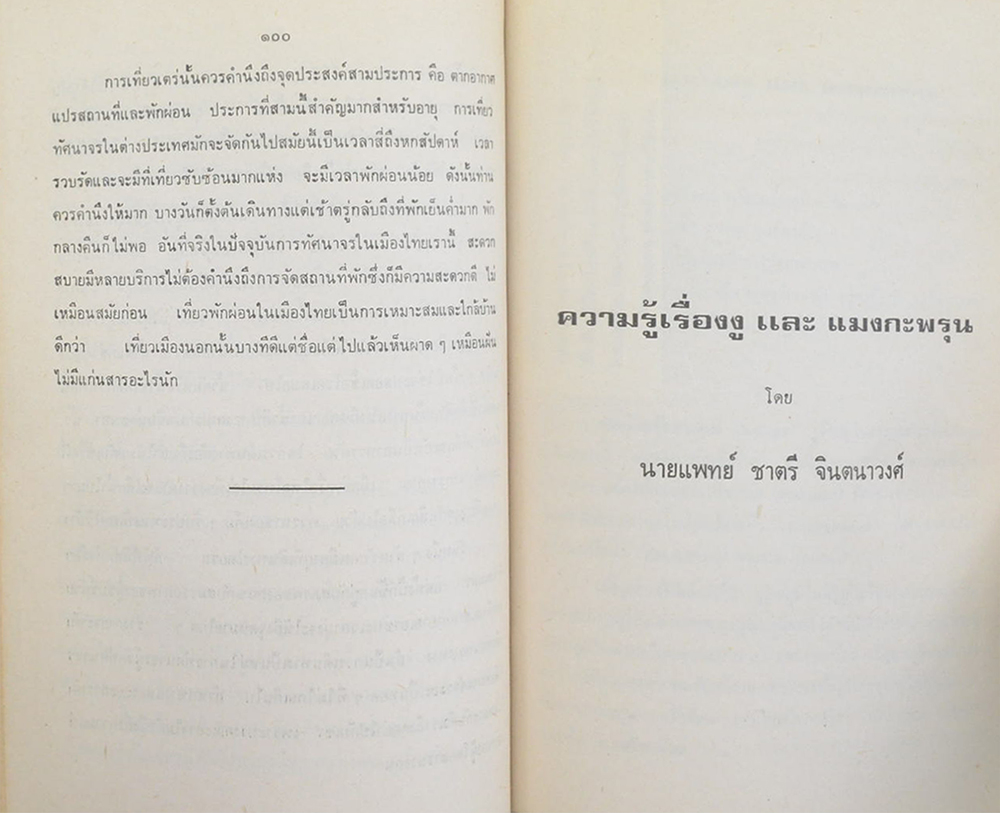 ๑๐๐
การเที่ยวเตร่นั้นควรคำนึงถึงจุดประสงค์สามประการ คือ ตากอากาศ
แปรสถานที่และพักผ่อน ประการที่สามนี้สำคัญมากสำหรับอายุ การเที่ยว
ทัศนาจรในต่างประเทศมักจะจัดกันไปสมัยนี้เป็นเวลาสี่ถึงหกสัปดาห์ เวลา
รวบรัดและจะมีที่เที่ยวซับซ้อนมากแห่ง จะมีเวลาพักผ่อนน้อย ดังนั้นท่าน
ควรคำนึงให้มาก บางวันก็ตั้งต้นเดินทางแต่เช้าตรู่กลับถึงที่พักเย็นค่ำมาก พัก
กลางคืนก็ไม่พอ อันที่จริงในปัจจุบันการทัศนาจรในเมืองไทยเรานี้ สะดวก
สบายมีหลายบริการไม่ต้องคำนึงถึงการจัดสถานที่พักซึ่งก็มีความสะดวกดี ไม่
เหมือนสมัยก่อน เที่ยวพักผ่อนในเมืองไทยเป็นการเหมาะสมและใกล้บ้าน
ดีกว่า เที่ยวเมืองนอกนั้นบางทีดีแต่ชื่อแต่ไปแล้วเห็นผาด ๆ เหมือนฝัน
ไม่มีแก่นสารอะไรนัก
ความรู้เรื่องงู และ แมงกะพรุน
โดย
นายแพทย์ ชาตรี จินตนาวงศ์